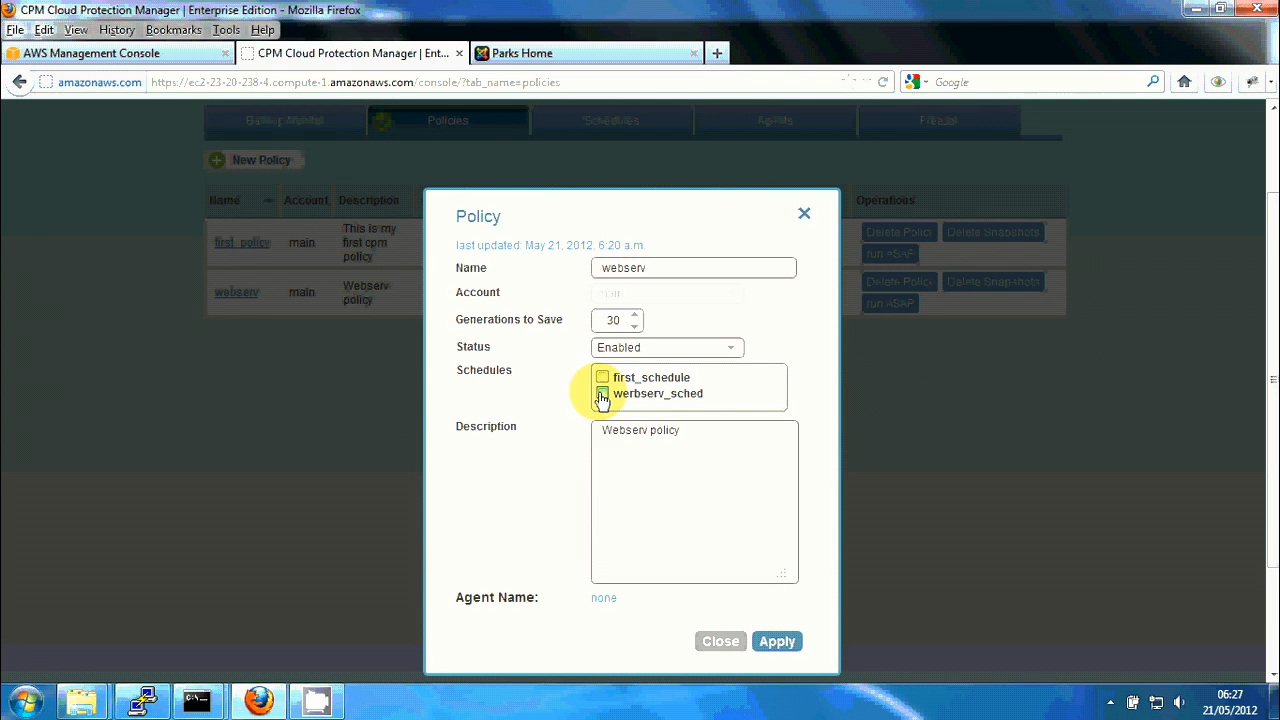 CPM Cloud Protection Manager | Enterprise Edition - Mozilla Firefox
File Edit View History Bookmarks Tools Help
AWS Management Console
CPM Cloud Protection Manager | Ent...
Parks Home
amazonaws.com
https://ec2-23-20-238-4.compute-1.amazonaws.com/console/?tab_name=policies
Google
Backup Monitor
Policies
Schedules
Agents
New Policy
Name Account Description Operations
first_policy main This is my first cpm policy Delete Policy Delete Snapshots run ASAP
webserv main Webserv policy Delete Policy Delete Snapshots run ASAP
Policy
last updated: May 21, 2012, 6:20 a.m.
Name webserv
Account main
Generations to Save 30
Status Enabled
Schedules first_schedule
werbserv_sched
Description Webserv policy
Agent Name: none
Close Apply
06:27
21/05/2012